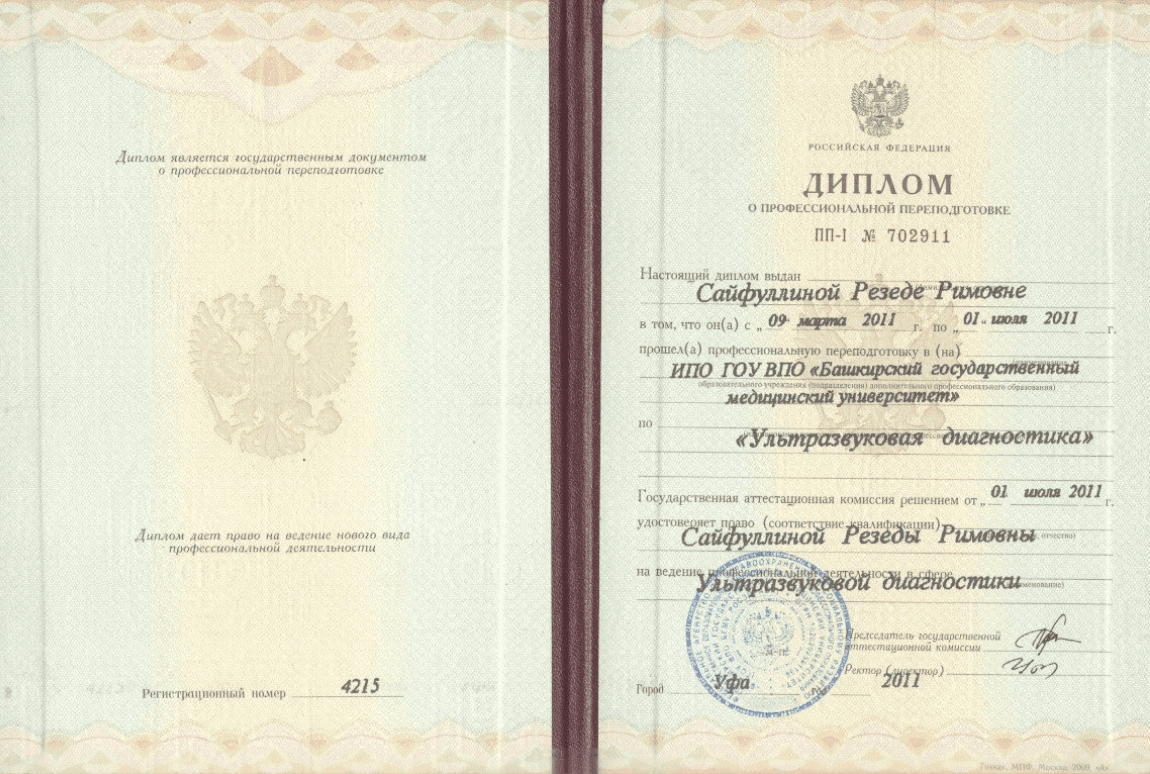 Диплом является государственным документом
о профессиональной переподготовке
Диплом дает право на ведение нового вида
профессиональной деятельности
Регистрационный номер 4215
РОССИЙСКАЯ ФЕДЕРАЦИЯ
ДИПЛОМ
О ПРОФЕССИОНАЛЬНОЙ ПЕРЕПОДГОТОВКЕ
ПП-I № 702911
Настоящий диплом выдан
Сайфуллиной Резеде Римовне
в том, что он(а) с „ 09 марта 2011 г. по „ 01 " июля 2011 г.
прошел(а) профессиональную переподготовку в (на)
ИПО ГОУ ВПО «Башкирский государственный
образовательного учреждения (подразделения) дополнительного профессионального образования)
медицинский университет»
по
«Ультразвуковая диагностика»
Государственная аттестационная комиссия решением от „ 01 июля 2011 г.
удостоверяет право (соответствие квалификации)
отчество)
Сайфуллиной Резеды Римовны
на ведение профессиональной деятельности в сфере
Ультразвуковой диагностики
Председатель государственной
аттестационной комиссии
Ректор (директор)
Город Уфа 2011
Гознак. МПФ. Москва. 2009. «А»